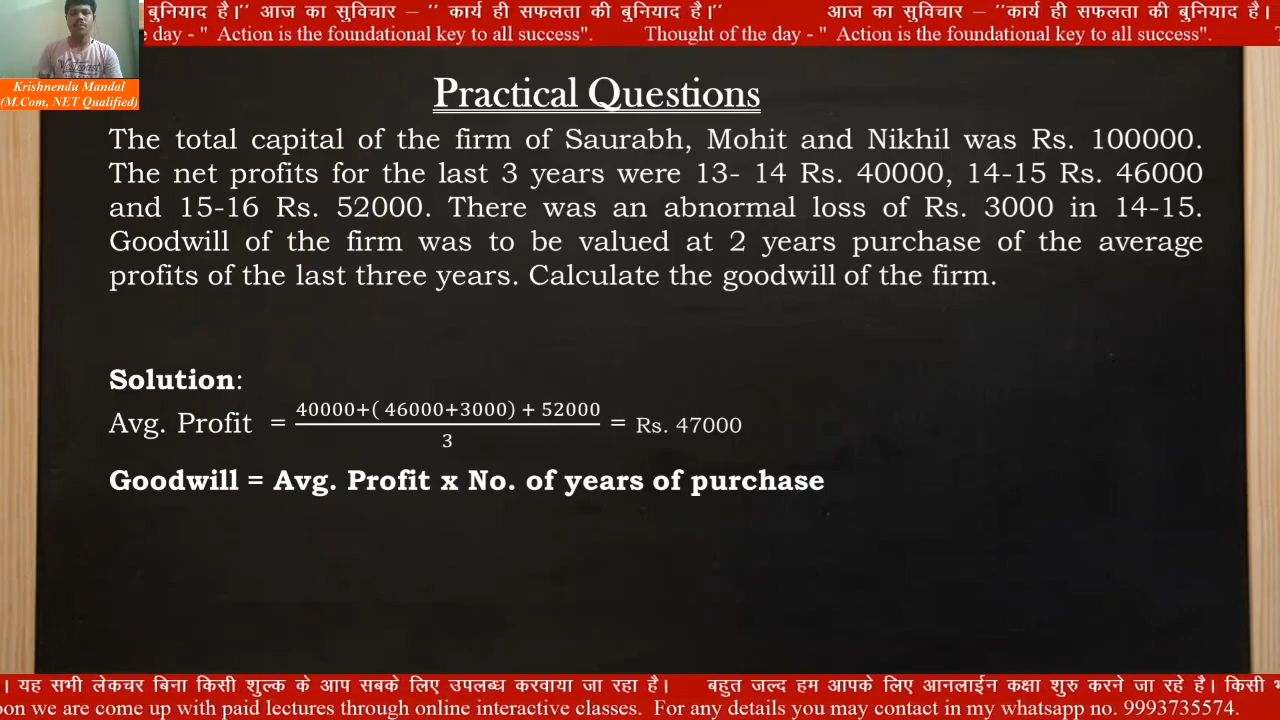 बुनियाद है।'' आज का सुविचार – '' कार्य ही सफलता की बुनियाद है।'' आज का सुविचार – ''कार्य ही सफलता की बुनियाद है।
e day - " Action is the foundational key to all success". Thought of the day - " Action is the foundational key to all success".
Krishnendu Mandal
(M.Com, NET Qualified)
Practical Questions
The total capital of the firm of Saurabh, Mohit and Nikhil was Rs. 100000.
The net profits for the last 3 years were 13- 14 Rs. 40000, 14-15 Rs. 46000
and 15-16 Rs. 52000. There was an abnormal loss of Rs. 3000 in 14-15.
Goodwill of the firm was to be valued at 2 years purchase of the average
profits of the last three years. Calculate the goodwill of the firm.
Solution:
Avg. Profit = 40000+( 46000+3000) + 52000 / 3 = Rs. 47000
Goodwill = Avg. Profit x No. of years of purchase
। यह सभी लेकचर बिना किसी शुल्क के आप सबके लिए उपलब्ध करवाया जा रहा है। बहुत जल्द हम आपके लिए आनलाईन कक्षा शुरु करने जा रहे है। किसी
oon we are come up with paid lectures through online interactive classes. For any details you may contact in my whatsapp no. 9993735574.